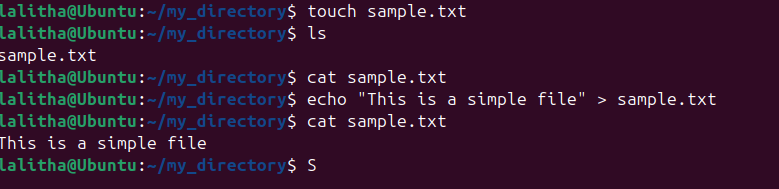 lalitha@Ubuntu:~/my_directory$ touch sample.txt
lalitha@Ubuntu:~/my_directory$ ls
sample.txt
lalitha@Ubuntu:~/my_directory$ cat sample.txt
lalitha@Ubuntu:~/my_directory$ echo "This is a simple file" > sample.txt
lalitha@Ubuntu:~/my_directory$ cat sample.txt
This is a simple file
lalitha@Ubuntu:~/my_directory$ S